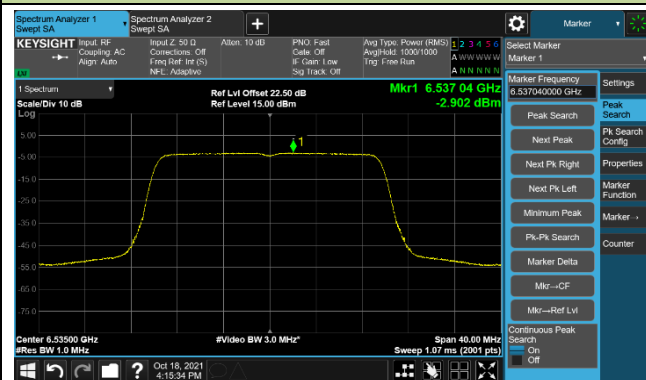 Spectrum Analyzer 1
Swept SA
Spectrum Analyzer 2
Swept SA
+
Marker
KEYSIGHT
Input: RF
Coupling: AC
Align: Auto
Input Z: 50 Ω
Corrections: Off
Freq Ref: Int (S)
NFE: Adaptive
Atten: 10 dB
PNO: Fast
Gate: Off
IF Gain: Low
Sig Track: Off
Avg Type: Power (RMS)
Avg|Hold: 1000/1000
Trig: Free Run
1 2 3 4 5 6
A W W W W W
A N N N N N
Select Marker
Marker 1
LXI
1 Spectrum
Scale/Div 10 dB
Log
Ref Lvl Offset 22.50 dB
Ref Level 15.00 dBm
Mkr1 6.537 04 GHz
-2.902 dBm
1
5.00
-5.00
-15.0
-25.0
-35.0
-45.0
-55.0
-65.0
-75.0
Center 6.53500 GHz
#Res BW 1.0 MHz
#Video BW 3.0 MHz*
Span 40.00 MHz
Sweep 1.07 ms (2001 pts)
Marker Frequency
6.537040000 GHz
Peak Search
Next Peak
Next Pk Right
Next Pk Left
Minimum Peak
Pk-Pk Search
Marker Delta
Mkr→CF
Mkr→Ref Lvl
Continuous Peak
Search
On
Off
Settings
Peak
Search
Pk Search
Config
Properties
Marker
Function
Marker→
Counter
?
Oct 18, 2021
4:15:34 PM